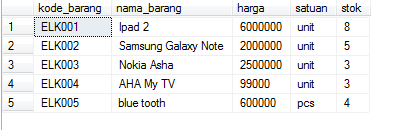 kode_barang nama_barang harga satuan stok
1 ELK001 Ipad 2 6000000 unit 8
2 ELK002 Samsung Galaxy Note 2000000 unit 5
3 ELK003 Nokia Asha 2500000 unit 3
4 ELK004 AHA My TV 99000 unit 3
5 ELK005 blue tooth 600000 pcs 4